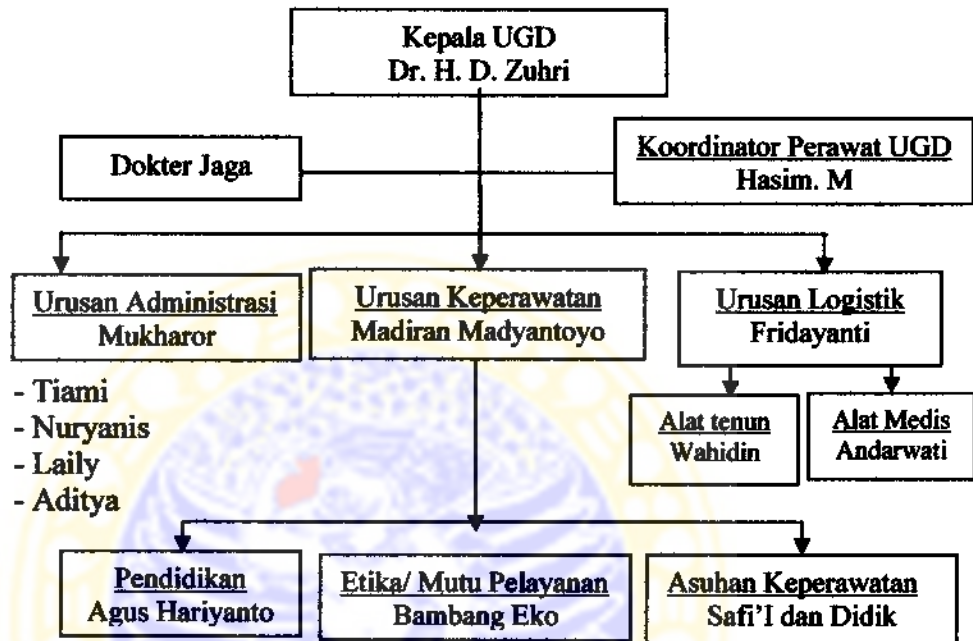 Kepala UGD
Dr. H. D. Zuhri
Dokter Jaga
Koordinator Perawat UGD
Hasim. M
Urusan Administrasi
Mukharor
Urusan Keperawatan
Madiran Madyantoyo
Urusan Logistik
Fridayanti
- Tiami
- Nuryanis
- Laily
- Aditya
Alat tenun
Wahidin
Alat Medis
Andarwati
Pendidikan
Agus Hariyanto
Etika/ Mutu Pelayanan
Bambang Eko
Asuhan Keperawatan
Safi'I dan Didik